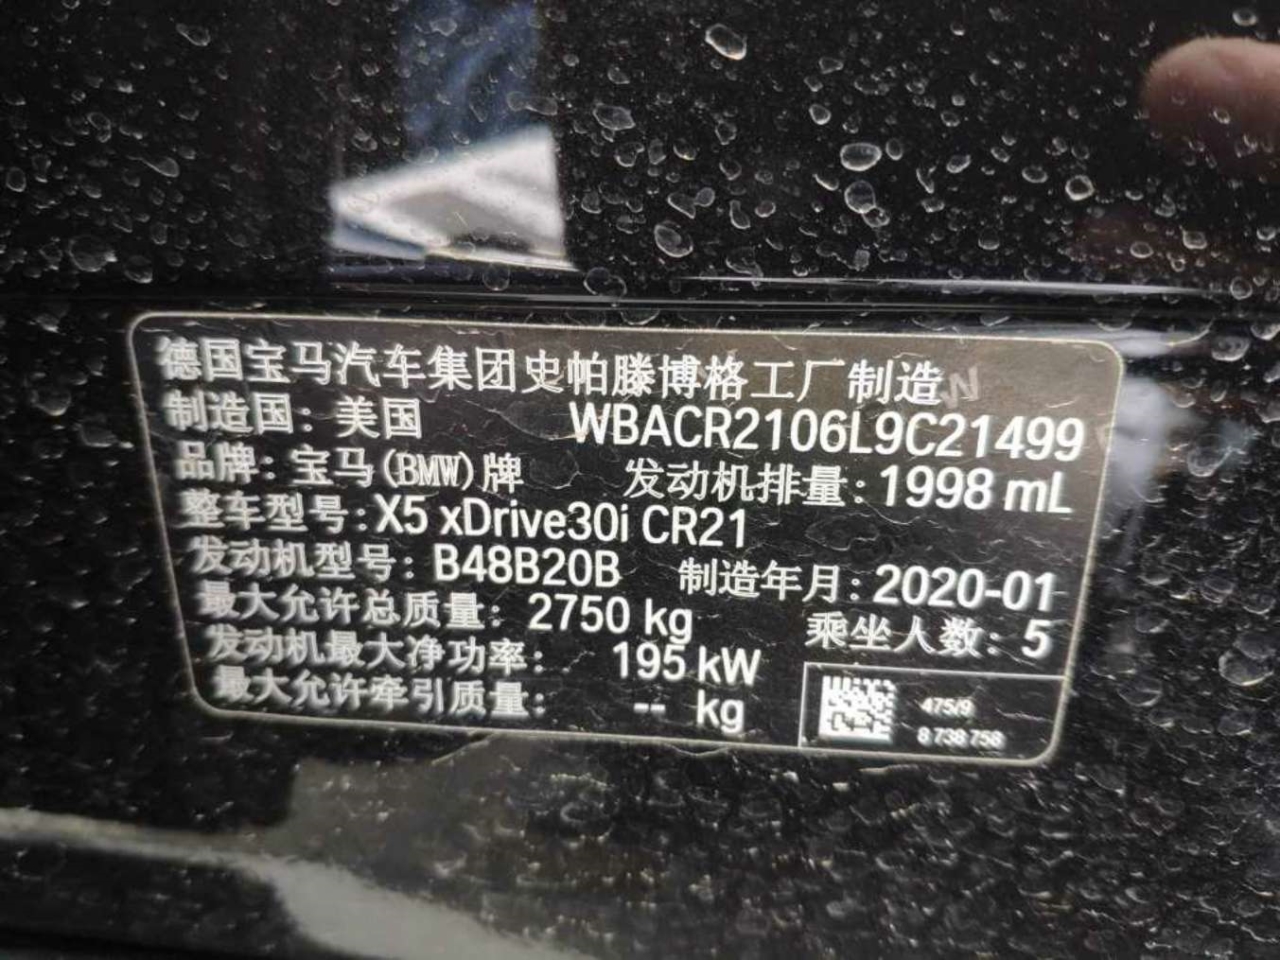 德国宝马汽车集团史帕滕博格工厂制造
制造国：美国 WBACR2106L9C21499
品牌：宝马(BMW)牌 发动机排量：1998 mL
整车型号：X5 xDrive30i CR21
发动机型号：B48B20B 制造年月：2020-01
最大允许总质量：2750 kg 乘坐人数：5
发动机最大净功率：195 kW
最大允许牵引质量：-- kg
475/9
8 738 758